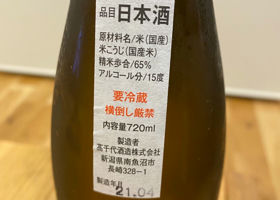 品目 日本酒
原材料名/米(国産)
米こうじ(国産米)
精米歩合/65%
アルコール分/15度
要冷蔵
横倒し厳禁
内容量720ml
製造者
髙千代酒造株式会社
新潟県南魚沼市
長崎328-1
製造年月 21.04